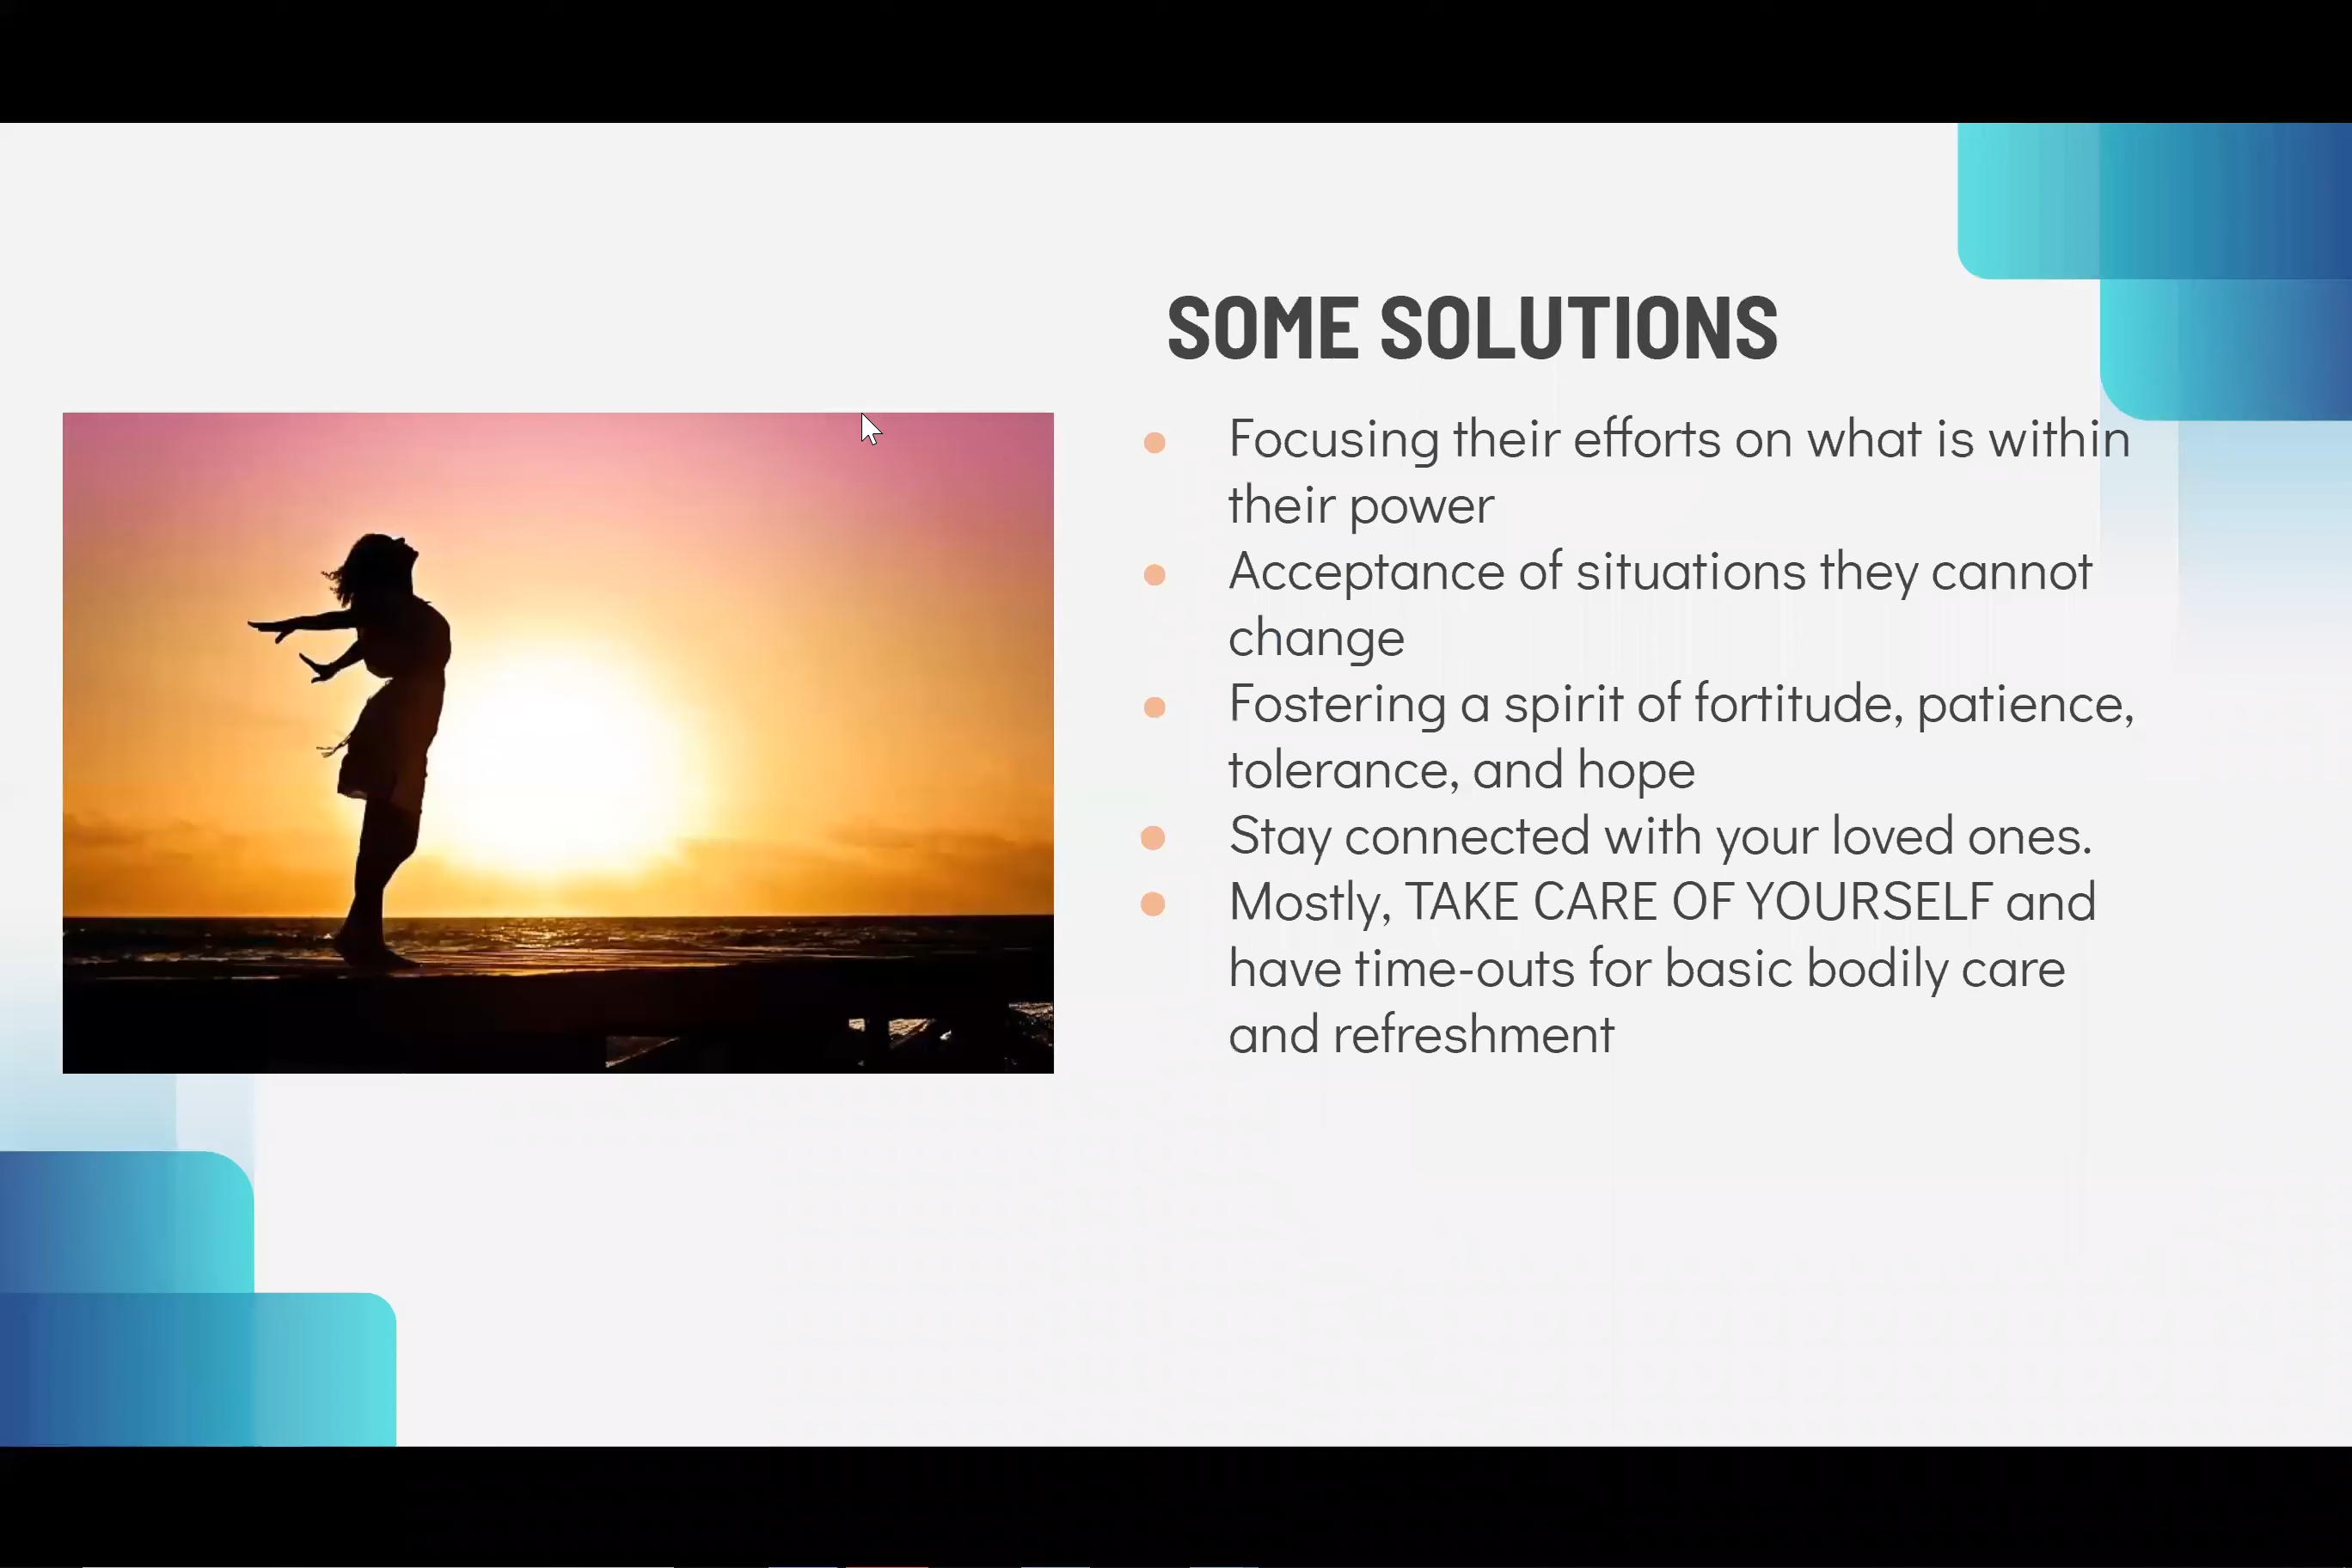 SOME SOLUTIONS
Focusing their efforts on what is within
their power
Acceptance of situations they cannot
change
Fostering a spirit of fortitude, patience,
tolerance, and hope
Stay connected with your loved ones.
Mostly, TAKE CARE OF YOURSELF and
have time-outs for basic bodily care
and refreshment